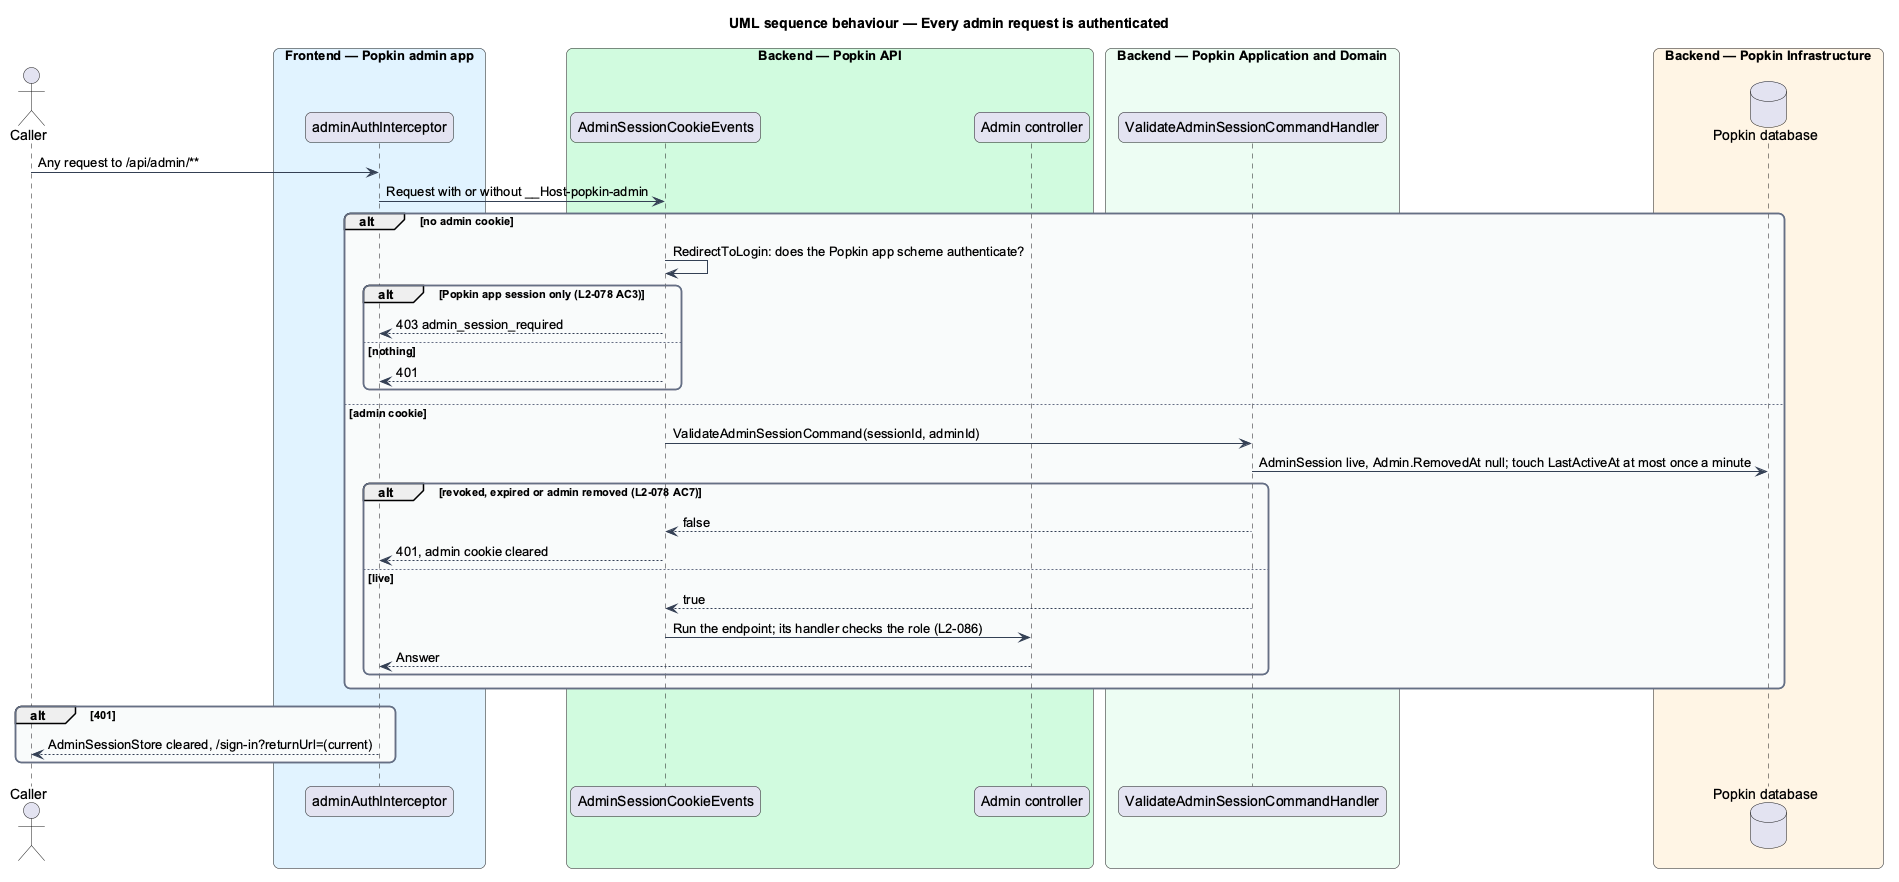 UML sequence behaviour — Every admin request is authenticated
Frontend — Popkin admin app
Backend — Popkin API
Backend — Popkin Application and Domain
Backend — Popkin Infrastructure
Caller
adminAuthInterceptor
AdminSessionCookieEvents
Admin controller
ValidateAdminSessionCommandHandler
Popkin database
Any request to /api/admin/**
Request with or without __Host-popkin-admin
alt
[no admin cookie]
RedirectToLogin: does the Popkin app scheme authenticate?
alt
[Popkin app session only (L2-078 AC3)]
403 admin_session_required
[nothing]
401
[admin cookie]
ValidateAdminSessionCommand(sessionId, adminId)
AdminSession live, Admin.RemovedAt null; touch LastActiveAt at most once a minute
alt
[revoked, expired or admin removed (L2-078 AC7)]
false
401, admin cookie cleared
[live]
true
Run the endpoint; its handler checks the role (L2-086)
Answer
alt
[401]
AdminSessionStore cleared, /sign-in?returnUrl=(current)
Caller
adminAuthInterceptor
AdminSessionCookieEvents
Admin controller
ValidateAdminSessionCommandHandler
Popkin database